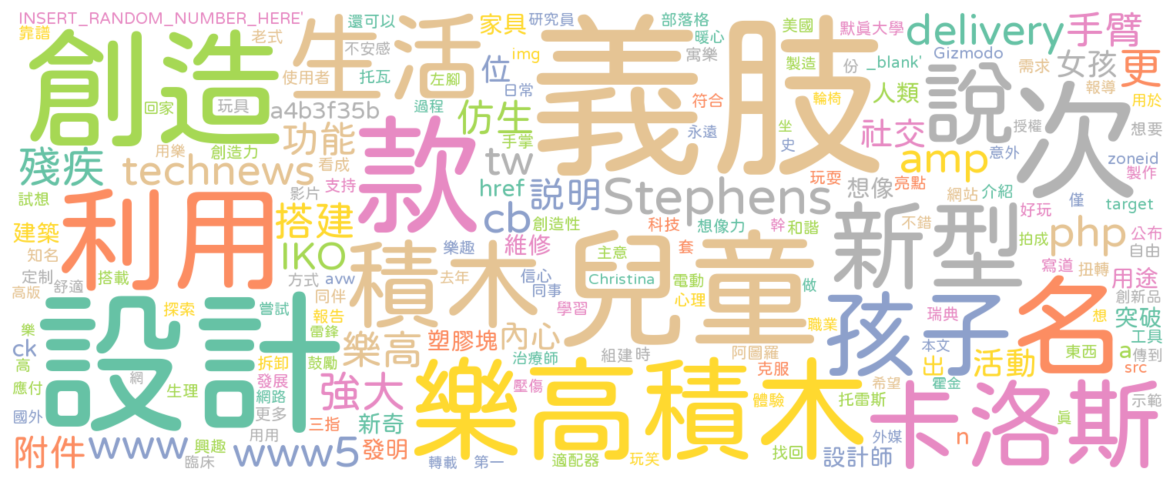 INSERT_RANDOM_NUMBER_HERE'
靠譜
老式
還可以
家具
研究員
部落格
暖心
美國
默真大學
delivery
手臂
創造
生活
不安感
img
寓樂
義肢
製造
份
_blank'
Gizmodo
需求
女孩
報導
更
使用者
托瓦
左腳
位
日常
符合
輪椅
人類
說
用於
次
回家
玩具
a4b3f35b
過程
仿生
手掌
永遠
坐
史
社交
授權
想要
殘疾
用樂
創造力
功能
看成
款
tw
amp
意外
zoneid
製作
technews
影片
支持
href
說明
Stephens
玩耍
想像
亮點
網站
介紹
僅
target
試想
利用
搭建
cb
創造性
科技
想像力
幹
和諧
新型
不錯
好玩
拍成
php
公布
自由
建築
知名
IKO
積木
樂趣
維修
主意
套
兒童
寫道
扭轉
用途
定制
舒適
搭載
方式
avw
去年
信心
同事
Christina
電動
做
孩子
名
創新品
高版
設計
探索
嘗試
同伴
報告
雷鋒
學習
心理
職業
瑞典
想
突破
工具
樂
ck
高
拆卸
鼓勵
樂高
塑膠塊
內心
治療師
組建
時
阿圖羅
克服
本文
出
活動
東西
a
傳到
src
應付
網
生理
發展
網路
強大
壓傷
樂高積木
體驗
托雷斯
希望
霍金
卡洛斯
示範
國外
更多
三指
新奇
真
附件
www
興趣
臨床
用用
www5
發明
轉載
第一
適配器
玩笑
找回
外媒
設計師
n